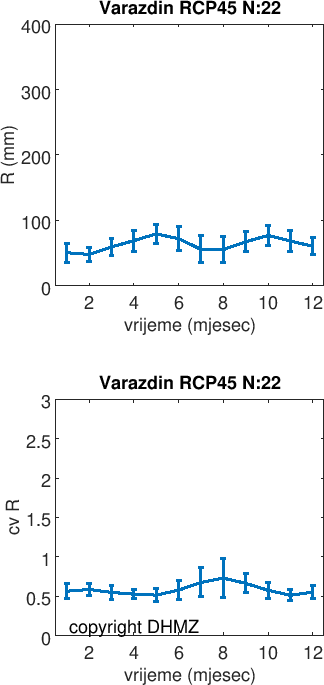 Varazdin RCP45 N:22
400
300
200
100
0
R (mm)
2 4 6 8 10 12
vrijeme (mjesec)
Varazdin RCP45 N:22
3
2.5
2
1.5
1
0.5
0
cv R
copyright DHMZ
2 4 6 8 10 12
vrijeme (mjesec)